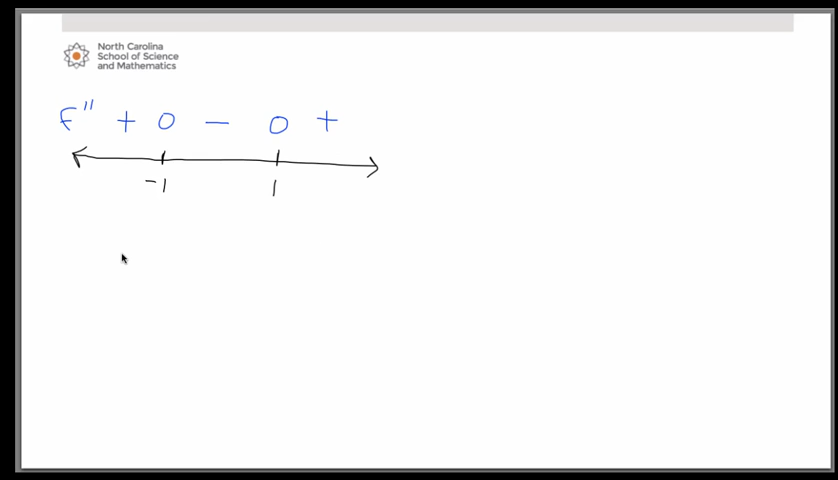 North Carolina
School of Science
and Mathematics
f'' + 0 − 0 +
−1 1